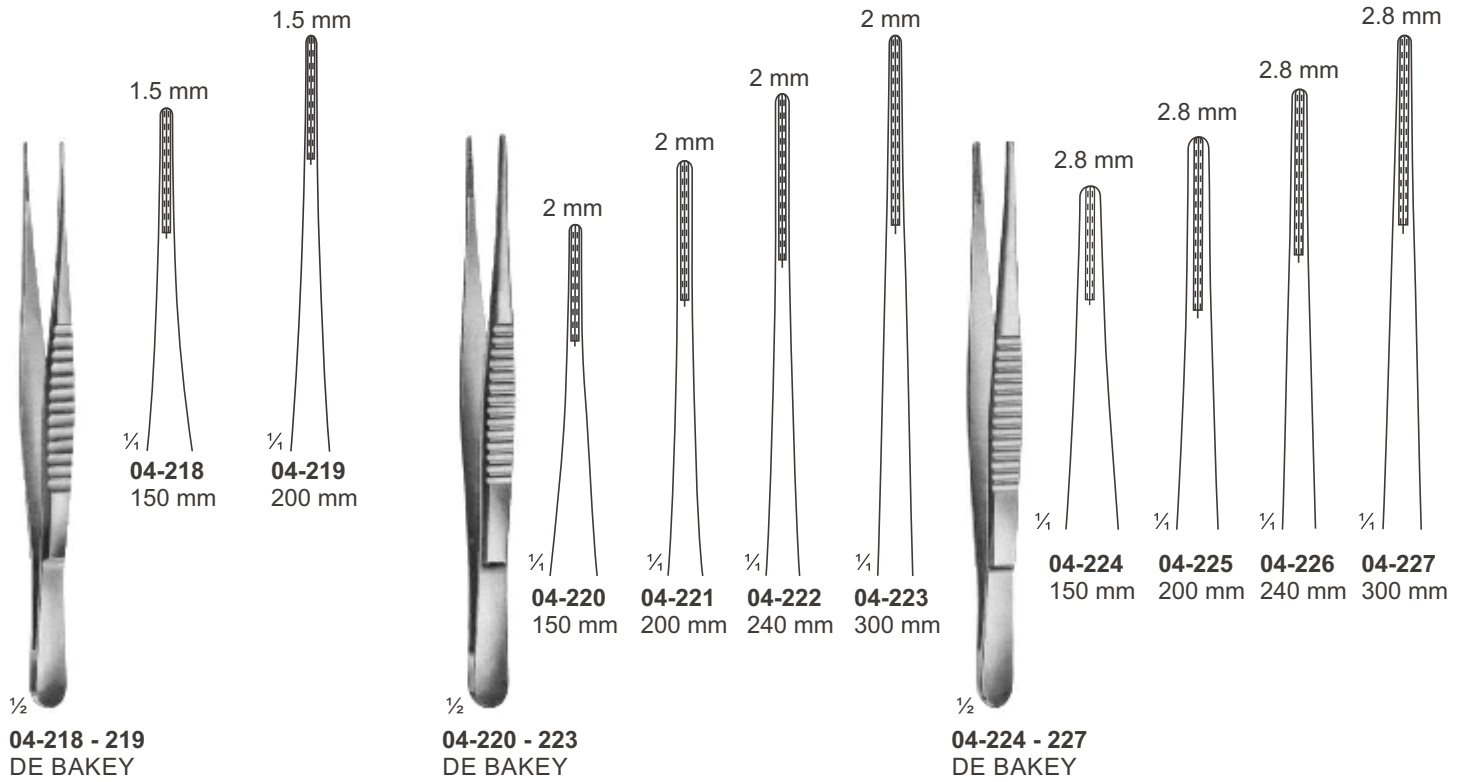 1.5 mm
1.5 mm
½
¹⁄₁
04-218
150 mm
¹⁄₁
04-219
200 mm
04-218 - 219
DE BAKEY
2 mm
2 mm
2 mm
2 mm
½
¹⁄₁
04-220
150 mm
¹⁄₁
04-221
200 mm
¹⁄₁
04-222
240 mm
04-223
300 mm
¹⁄₁
04-220 - 223
DE BAKEY
2.8 mm
2.8 mm
2.8 mm
2.8 mm
½
¹⁄₁
04-224
150 mm
¹⁄₁
04-225
200 mm
¹⁄₁
04-226
240 mm
¹⁄₁
04-227
300 mm
04-224 - 227
DE BAKEY